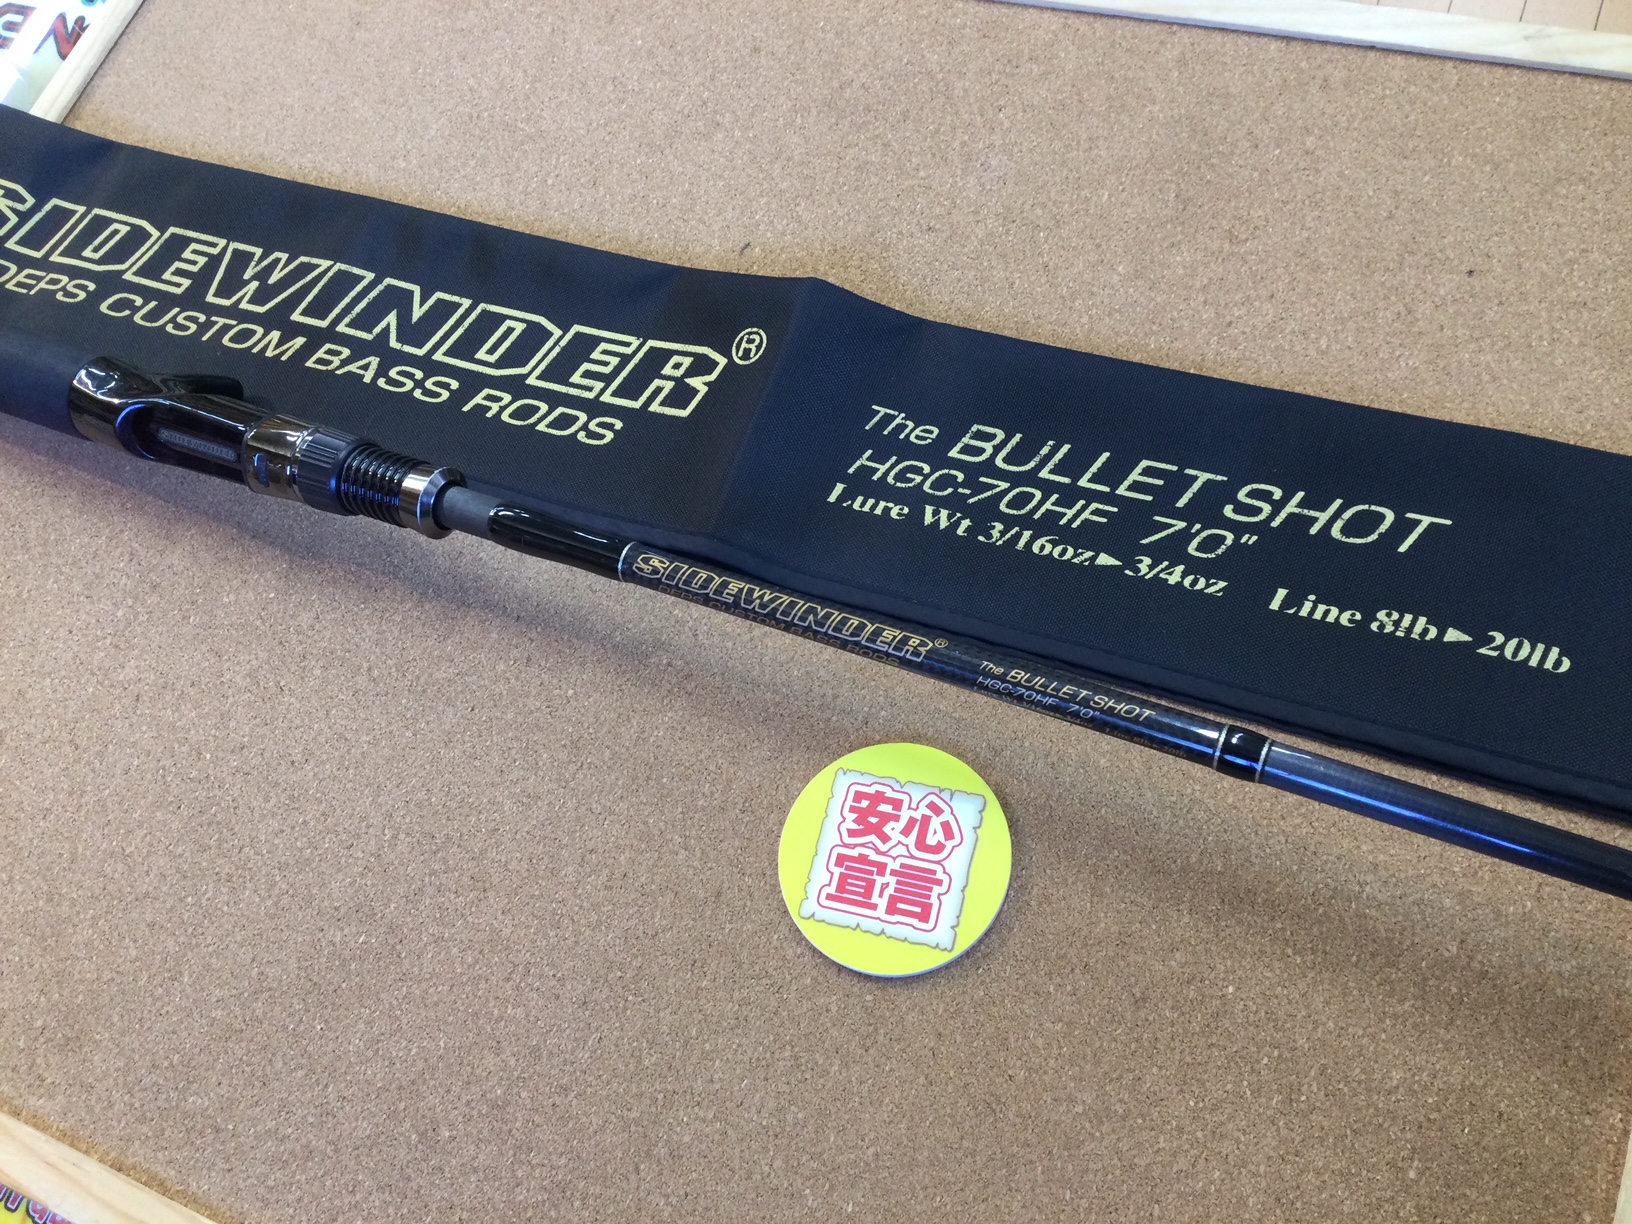 SIDEWINDER®
DEPS CUSTOM BASS RODS
The BULLET SHOT
HGC-70HF 7'0"
Lure Wt 3/16oz▶3/4oz Line 8lb▶20lb
SIDEWINDER
SIDEWINDER®
DEPS CUSTOM BASS RODS
The BULLET SHOT
HGC-70HF 7'0"
安心
宣言